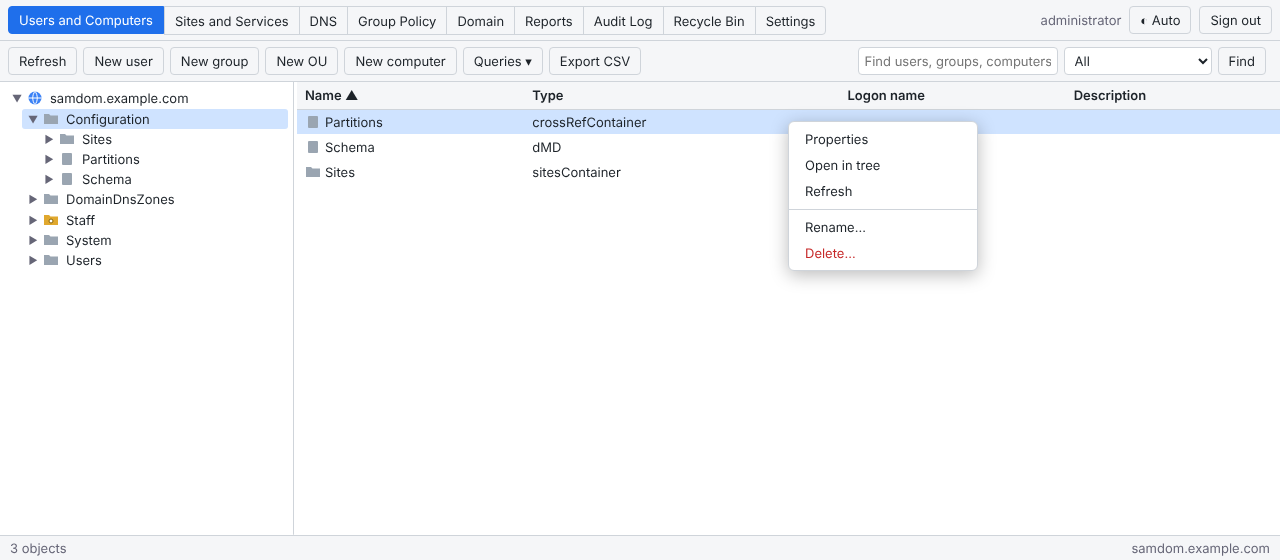 Users and Computers Sites and Services DNS Group Policy Domain Reports Audit Log Recycle Bin Settings administrator Auto Sign out
Refresh New user New group New OU New computer Queries ▾ Export CSV Find users, groups, computers All Find
samdom.example.com
Configuration
Sites
Partitions
Schema
DomainDnsZones
Staff
System
Users
Name ▲ Type Logon name Description
Partitions crossRefContainer
Schema dMD
Sites sitesContainer
Properties
Open in tree
Refresh
Rename...
Delete...
3 objects samdom.example.com